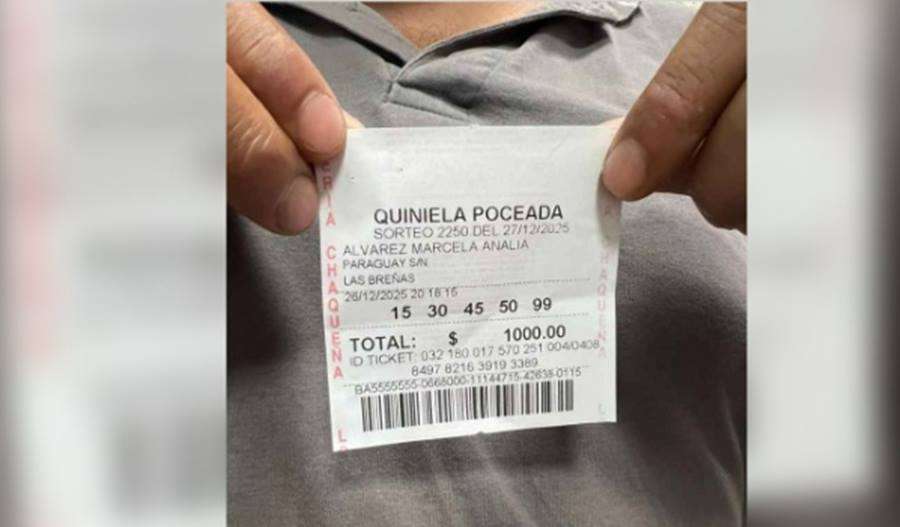 QUINIELA POCEADA
SORTEO 2250 DEL 27/12/2025
ALVAREZ MARCELA ANALIA
PARAGUAY S/N
LAS BREÑAS
26/12/2025 20:18:15
15 30 45 50 99
TOTAL: $ 1000.00
ID TICKET: 032 180 017 570 251 004/0408
8497 8216 3919 3389
BA5555555-0668000-11144715-42638-0115
CHAQUEÑA